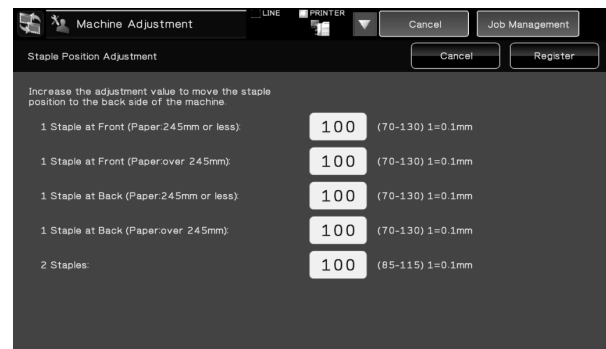 Machine Adjustment
LINE
PRINTER
Cancel
Job Management
Staple Position Adjustment
Cancel
Register
Increase the adjustment value to move the staple
position to the back side of the machine.
1 Staple at Front (Paper:245mm or less): 100 (70-130) 1=0.1mm
1 Staple at Front (Paper:over 245mm): 100 (70-130) 1=0.1mm
1 Staple at Back (Paper:245mm or less): 100 (70-130) 1=0.1mm
1 Staple at Back (Paper:over 245mm): 100 (70-130) 1=0.1mm
2 Staples: 100 (85-115) 1=0.1mm